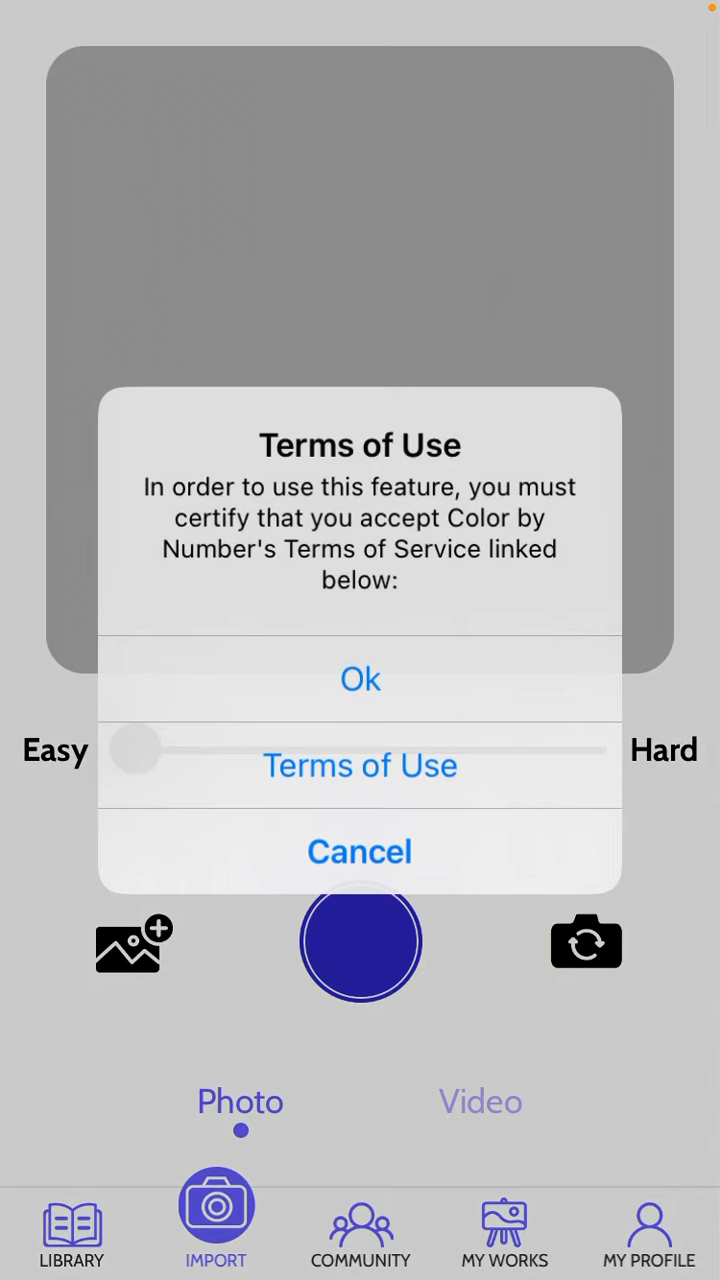 Terms of Use
In order to use this feature, you must
certify that you accept Color by
Number's Terms of Service linked
below:
Ok
Easy
Hard
Terms of Use
Cancel
Photo
Video
LIBRARY
IMPORT
COMMUNITY
MY WORKS
MY PROFILE